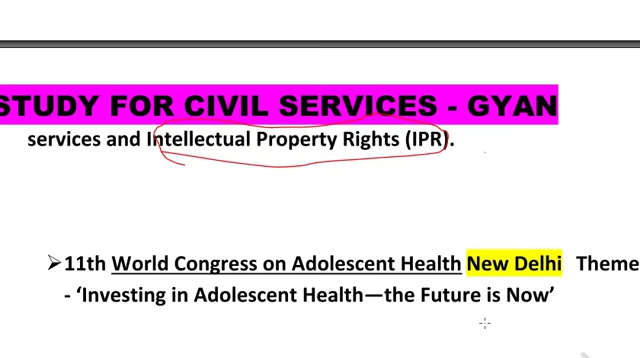 STUDY FOR CIVIL SERVICES - GYAN
services and Intellectual Property Rights (IPR).
➢11th World Congress on Adolescent Health New Delhi Theme
- ‘Investing in Adolescent Health—the Future is Now’